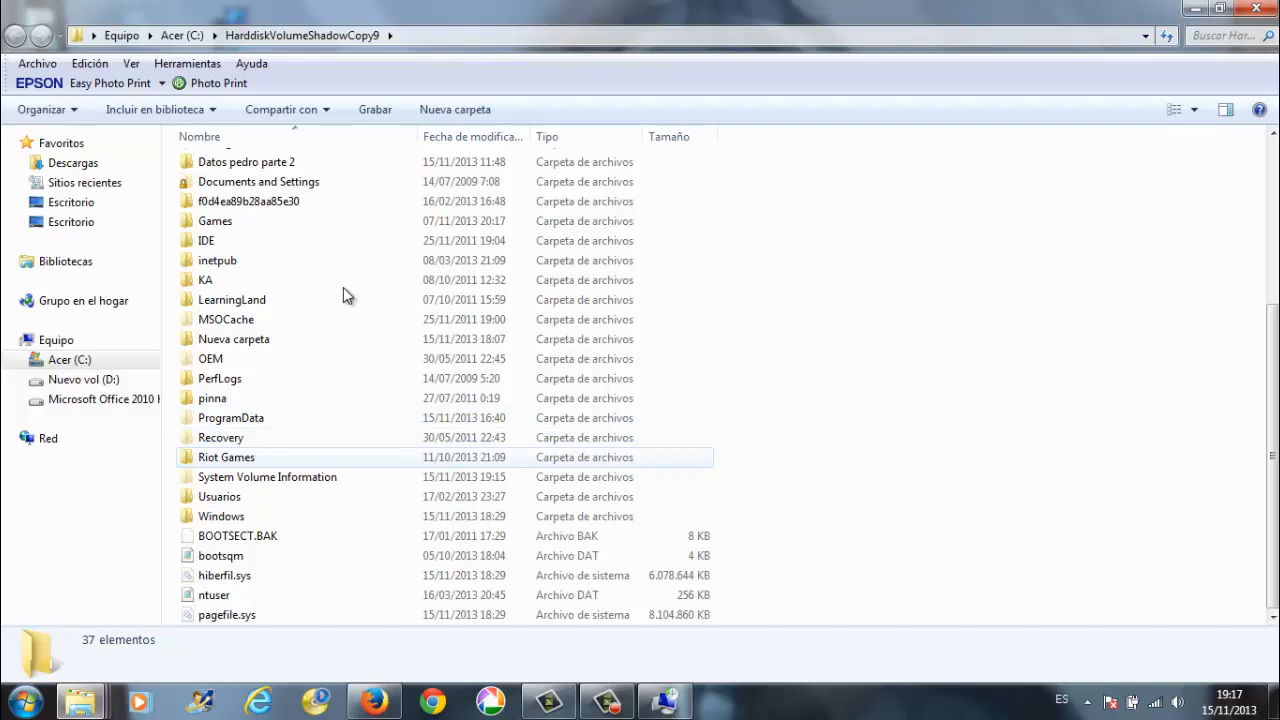 Equipo Acer (C:) HarddiskVolumeShadowCopy9
Buscar Har...
Archivo Edición Ver Herramientas Ayuda
EPSON Easy Photo Print Photo Print
Organizar Incluir en biblioteca Compartir con Grabar Nueva carpeta
Nombre Fecha de modifica... Tipo Tamaño
Favoritos
Descargas
Sitios recientes
Escritorio
Escritorio
Bibliotecas
Grupo en el hogar
Equipo
Acer (C:)
Nuevo vol (D:)
Microsoft Office 2010
Red
Datos pedro parte 2 15/11/2013 11:48 Carpeta de archivos
Documents and Settings 14/07/2009 7:08 Carpeta de archivos
f0d4ea89b28aa85e30 16/02/2013 16:48 Carpeta de archivos
Games 07/11/2013 20:17 Carpeta de archivos
IDE 25/11/2011 19:04 Carpeta de archivos
inetpub 08/03/2013 21:09 Carpeta de archivos
KA 08/10/2011 12:32 Carpeta de archivos
LearningLand 07/10/2011 15:59 Carpeta de archivos
MSOCache 25/11/2011 19:00 Carpeta de archivos
Nueva carpeta 15/11/2013 18:07 Carpeta de archivos
OEM 30/05/2011 22:45 Carpeta de archivos
PerfLogs 14/07/2009 5:20 Carpeta de archivos
pinna 27/07/2011 0:19 Carpeta de archivos
ProgramData 15/11/2013 16:40 Carpeta de archivos
Recovery 30/05/2011 22:43 Carpeta de archivos
Riot Games 11/10/2013 21:09 Carpeta de archivos
System Volume Information 15/11/2013 19:15 Carpeta de archivos
Usuarios 17/02/2013 23:27 Carpeta de archivos
Windows 15/11/2013 18:29 Carpeta de archivos
BOOTSECT.BAK 17/01/2011 17:29 Archivo BAK 8 KB
bootsqm 05/10/2013 18:04 Archivo DAT 4 KB
hiberfil.sys 15/11/2013 18:29 Archivo de sistema 6.078.644 KB
ntuser 16/03/2013 20:45 Archivo DAT 256 KB
pagefile.sys 15/11/2013 18:29 Archivo de sistema 8.104.860 KB
37 elementos
ES
19:17
15/11/2013